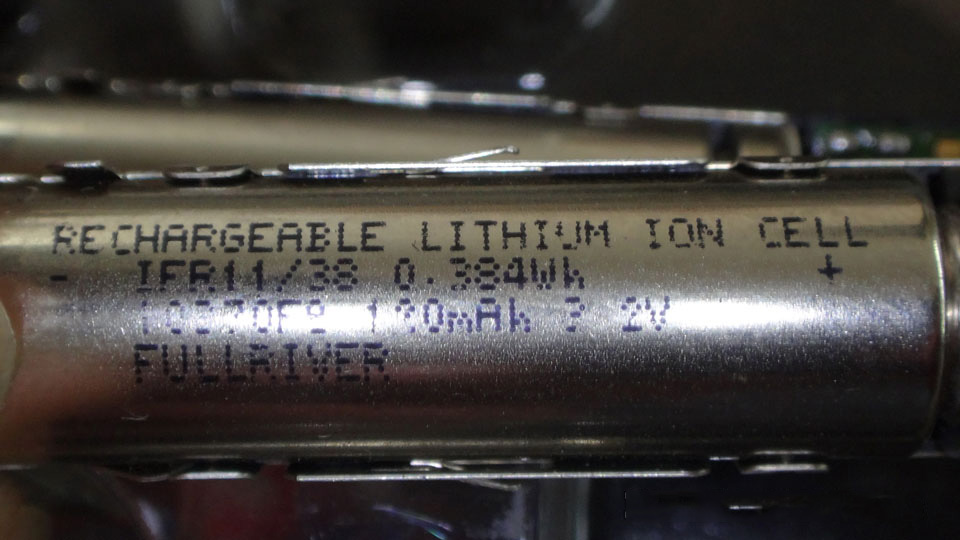 RECHARGEABLE LITHIUM ION CELL
- IFR11/38 0.384Wh +
120mAh 3.2V
FULLRIVER